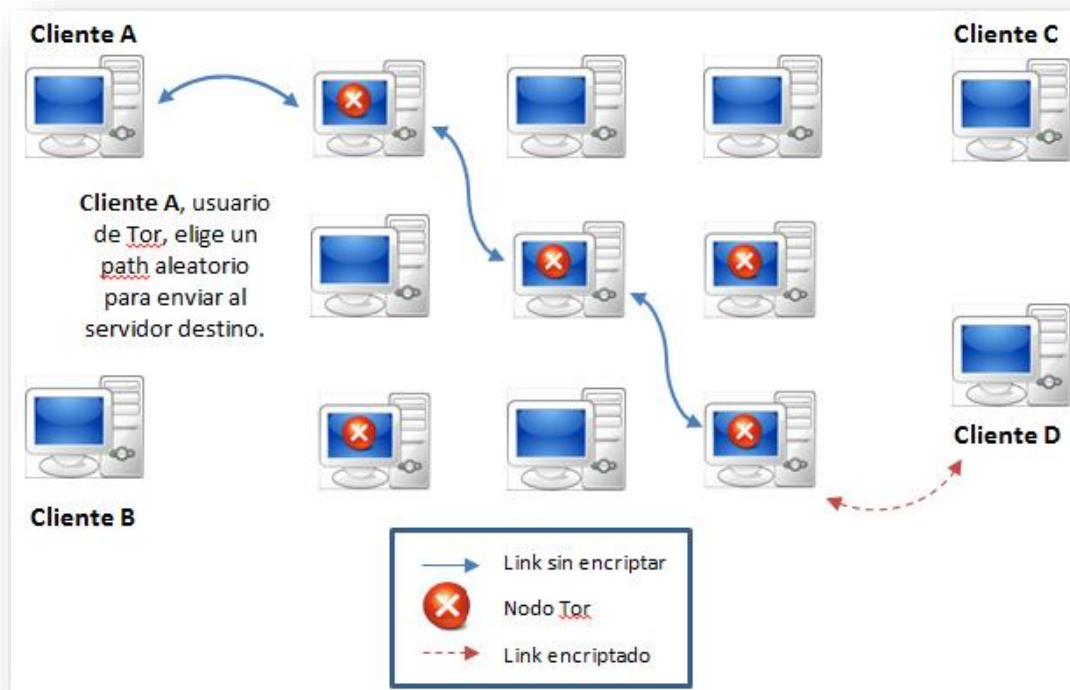 Cliente A
Cliente C
Cliente A, usuario
de Tor, elige un
path aleatorio
para enviar al
servidor destino.
Cliente D
Cliente B
Link sin encriptar
Nodo Tor
Link encriptado